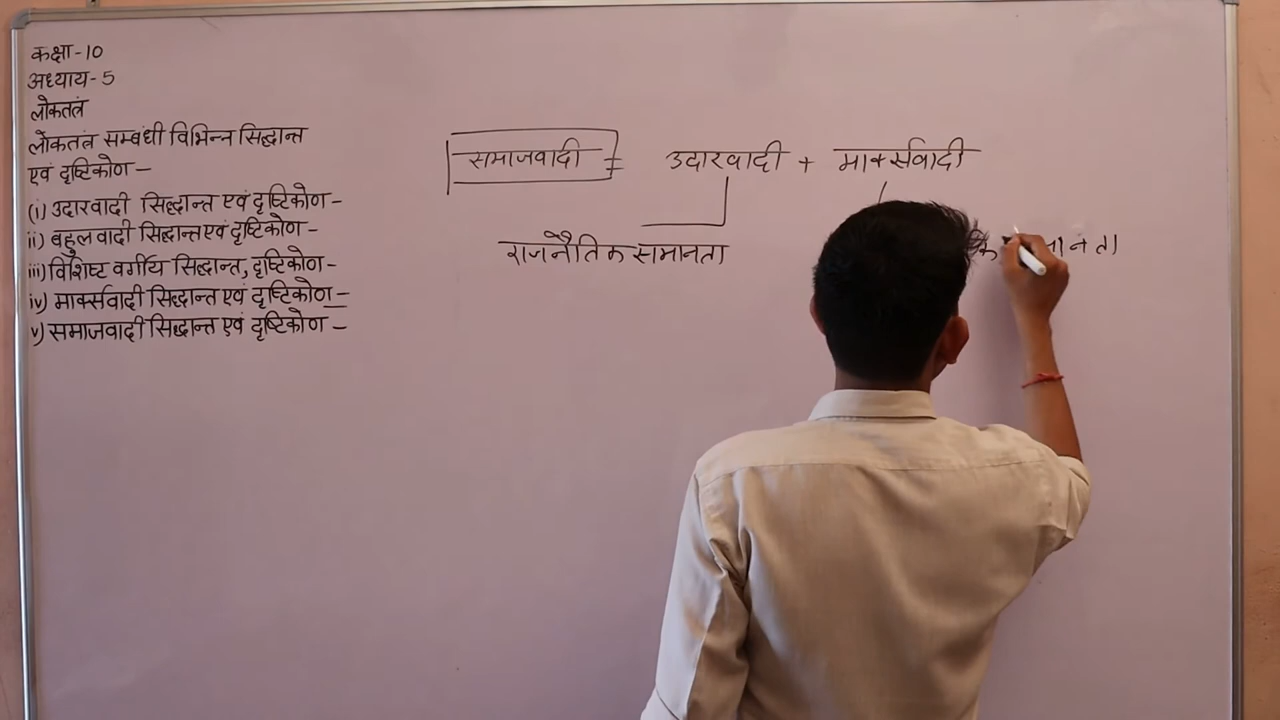 कक्षा-10
अध्याय-5
लोकतंत्र
लोकतंत्र सम्बंधी विभिन्न सिद्धान्त
एवं दृष्टिकोण –
(i) उदारवादी सिद्धान्त एवं दृष्टिकोण –
ii) बहुलवादी सिद्धान्त एवं दृष्टिकोण –
iii) विशिष्ट वर्गीय सिद्धान्त, दृष्टिकोण –
iv) मार्क्सवादी सिद्धान्त एवं दृष्टिकोण –
v) समाजवादी सिद्धान्त एवं दृष्टिकोण –
समाजवादी = उदारवादी + मार्क्सवादी
राजनैतिक समानता